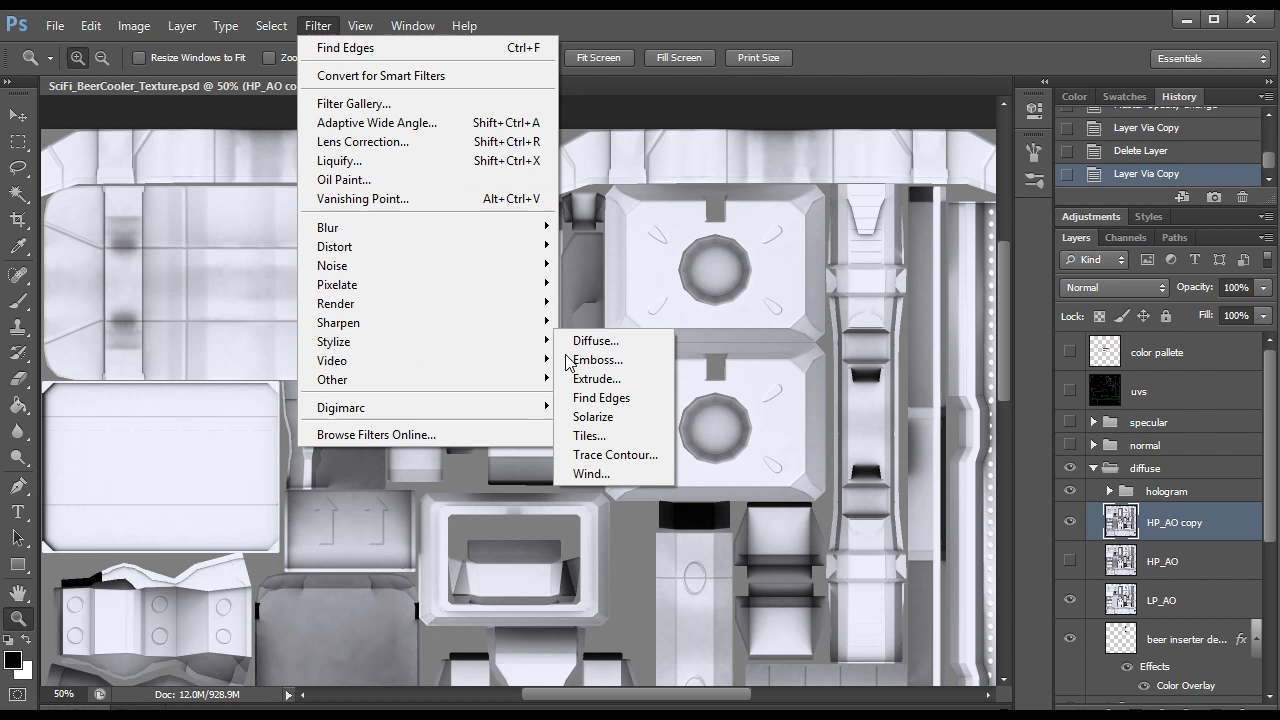 Ps File Edit Image Layer Type Select Filter View Window Help
Resize Windows to Fit Zoo Fit Screen Fill Screen Print Size Essentials
SciFi_BeerCooler_Texture.psd @ 50% (HP_AO co
Find Edges Ctrl+F
Convert for Smart Filters
Filter Gallery...
Adaptive Wide Angle... Shift+Ctrl+A
Lens Correction... Shift+Ctrl+R
Liquify... Shift+Ctrl+X
Oil Paint...
Vanishing Point... Alt+Ctrl+V
Blur
Distort
Noise
Pixelate
Render
Sharpen
Stylize
Video
Other
Digimarc
Browse Filters Online...
Diffuse...
Emboss...
Extrude...
Find Edges
Solarize
Tiles...
Trace Contour...
Wind...
Color Swatches History
Layer Via Copy
Delete Layer
Layer Via Copy
Adjustments Styles
Layers Channels Paths
Kind
Normal Opacity: 100%
Lock: Fill: 100%
color pallete
uvs
specular
normal
diffuse
hologram
HP_AO copy
HP_AO
LP_AO
beer inserter de... fx
Effects
Color Overlay
50% Doc: 12.0M/928.9M